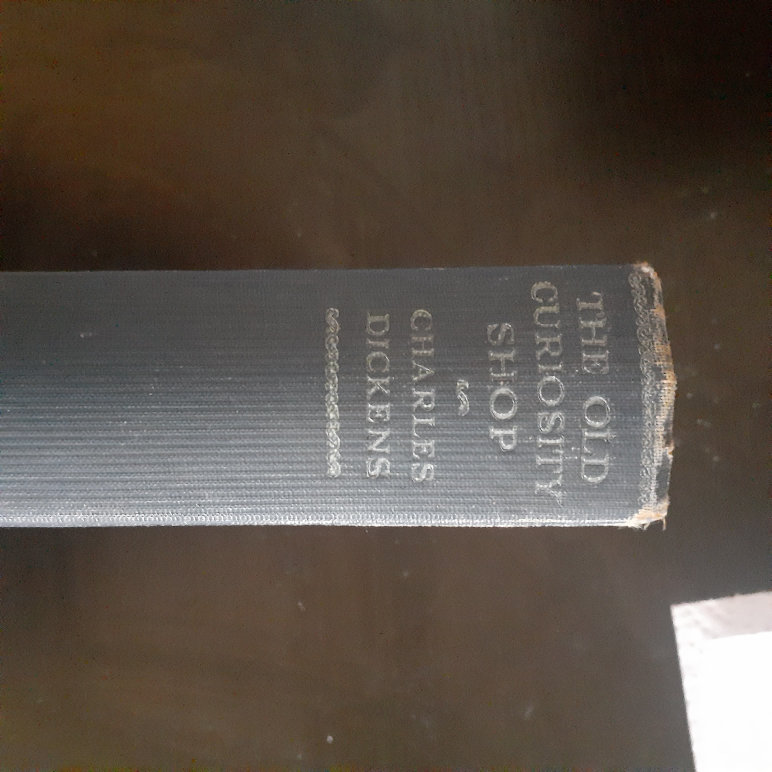 THE OLD
CURIOSITY
SHOP
CHARLES
DICKENS